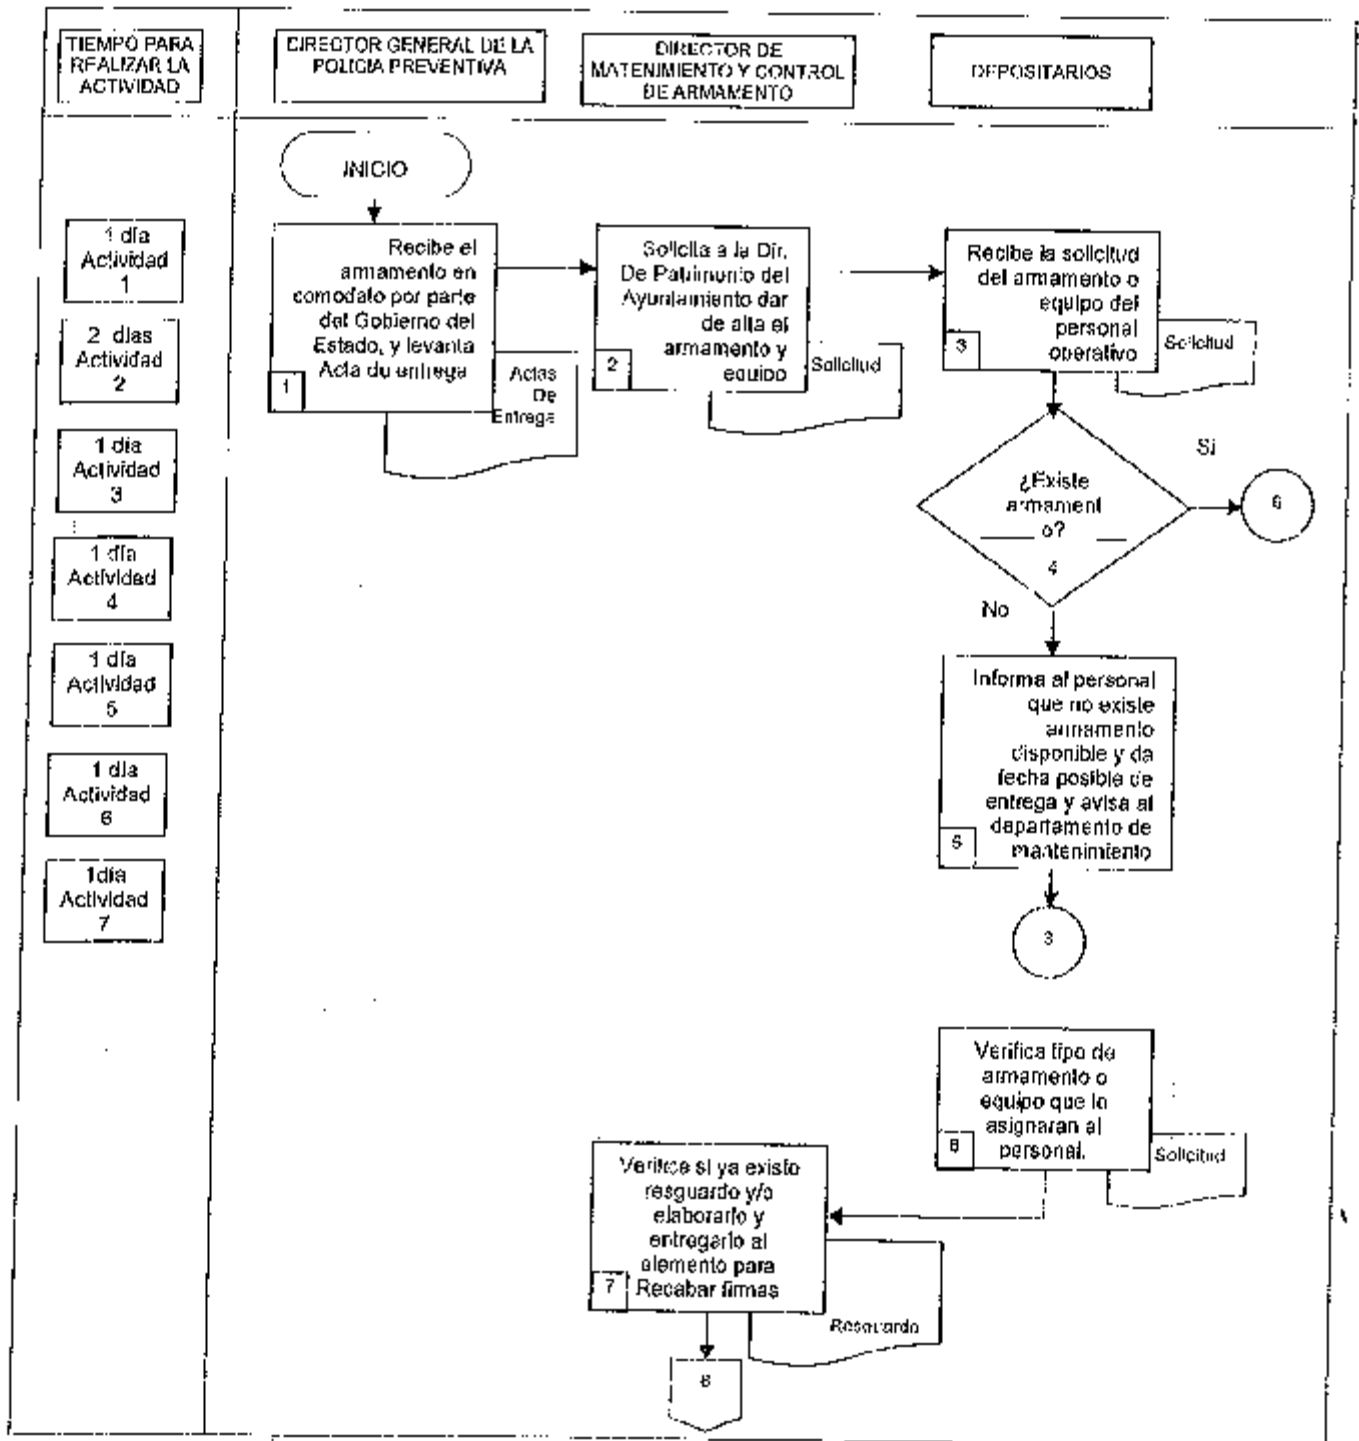 TIEMPO PARA
REALIZAR LA
ACTIVIDAD
DIRECTOR GENERAL DE LA
POLICIA PREVENTIVA
DIRECTOR DE
MATENIMIENTO Y CONTROL
DE ARMAMENTO
DEPOSITARIOS
INICIO
1 día
Actividad
1
2 días
Actividad
2
1 día
Actividad
3
1 día
Actividad
4
1 día
Actividad
5
1 día
Actividad
6
1día
Actividad
7
Recibe el
armamento en
comodato por parte
del Gobierno del
Estado, y levanta
Acta de entrega
1
Actas
De
Entrega
Solicita a la Dir.
De Patrimonio del
Ayuntamiento dar
de alta el
armamento y
equipo
2
Solicitud
Recibe la solicitud
del armamento o
equipo del
personal
operativo
3
Solicitud
¿Existe
armament
o?
4
Si
6
No
Informa al personal
que no existe
armamento
disponible y da
fecha posible de
entrega y avisa al
departamento de
mantenimiento
5
3
Verifica tipo de
armamento o
equipo que le
asignaran al
personal.
6
Solicitud
Verifica si ya existe
resguardo y/o
elaborarlo y
entregarlo al
elemento para
Recabar firmas
7
Resguardo